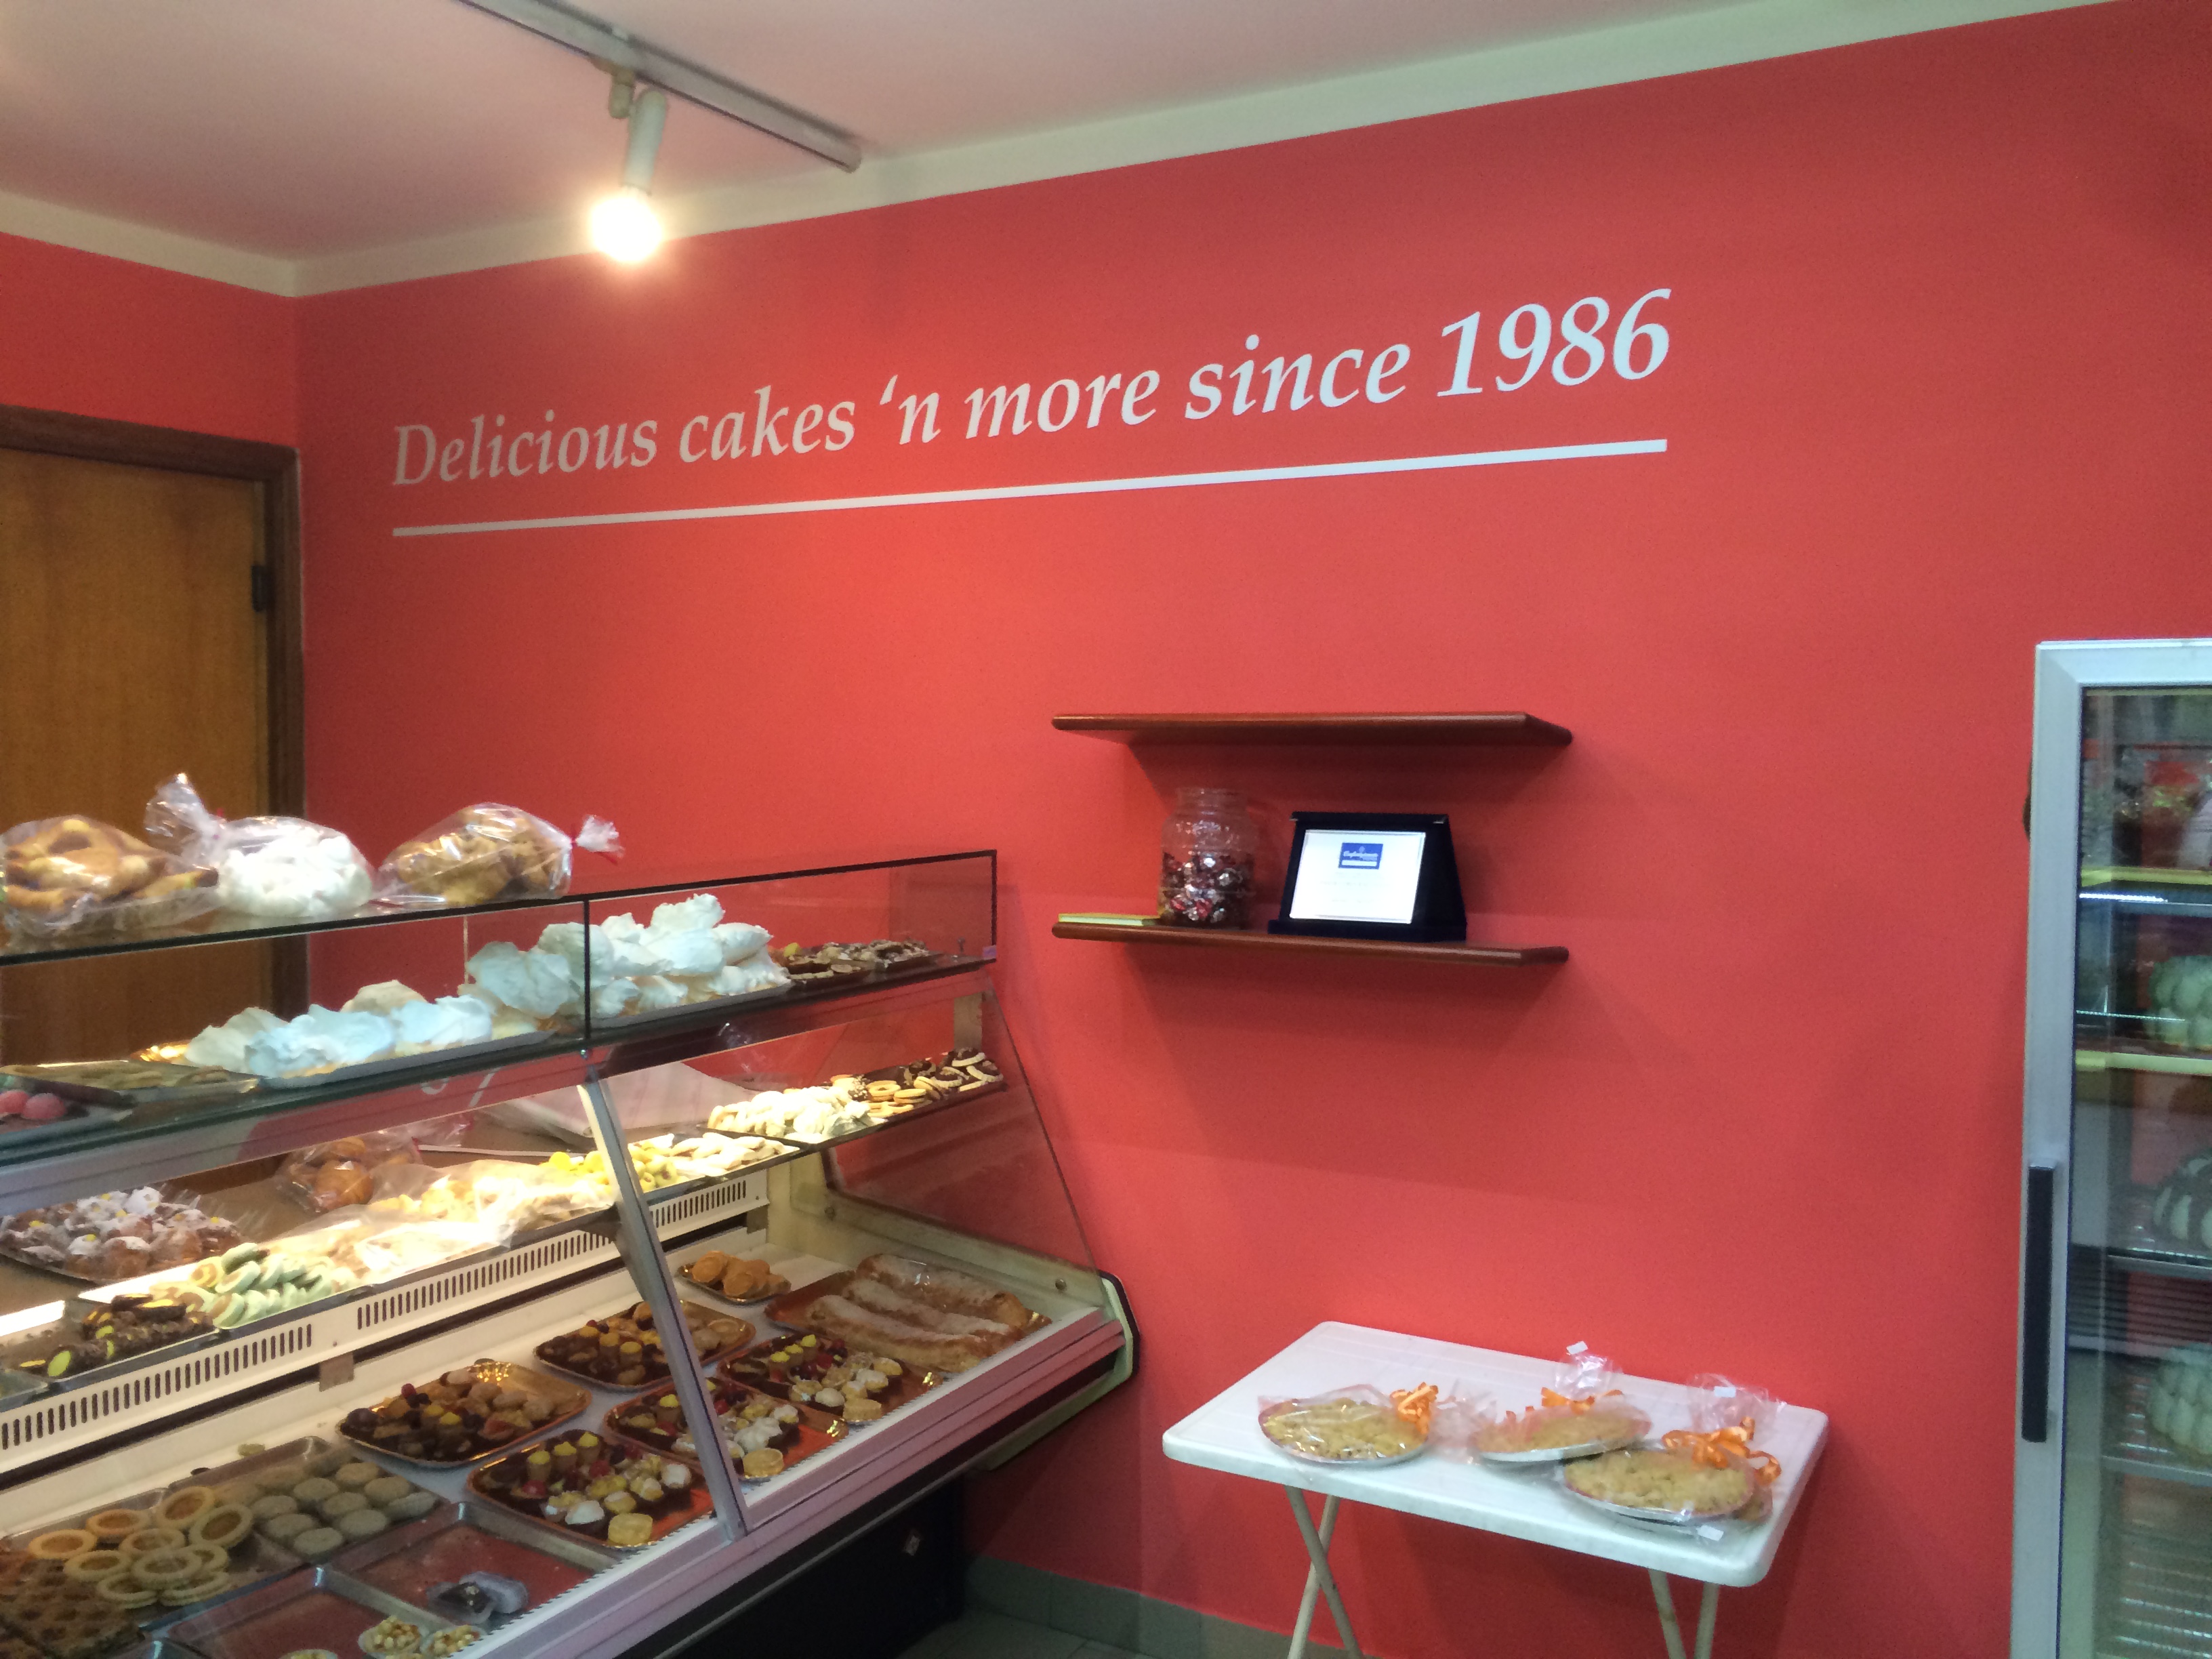 Delicious cakes ‘n more since 1986